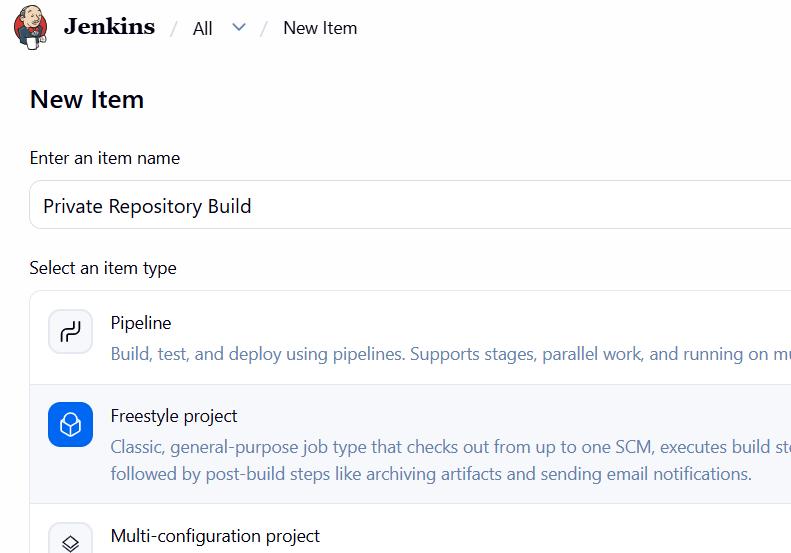 Jenkins / All / New Item
New Item
Enter an item name
Private Repository Build
Select an item type
Pipeline
Build, test, and deploy using pipelines. Supports stages, parallel work, and running on
Freestyle project
Classic, general-purpose job type that checks out from up to one SCM, executes build
followed by post-build steps like archiving artifacts and sending email notifications.
Multi-configuration project